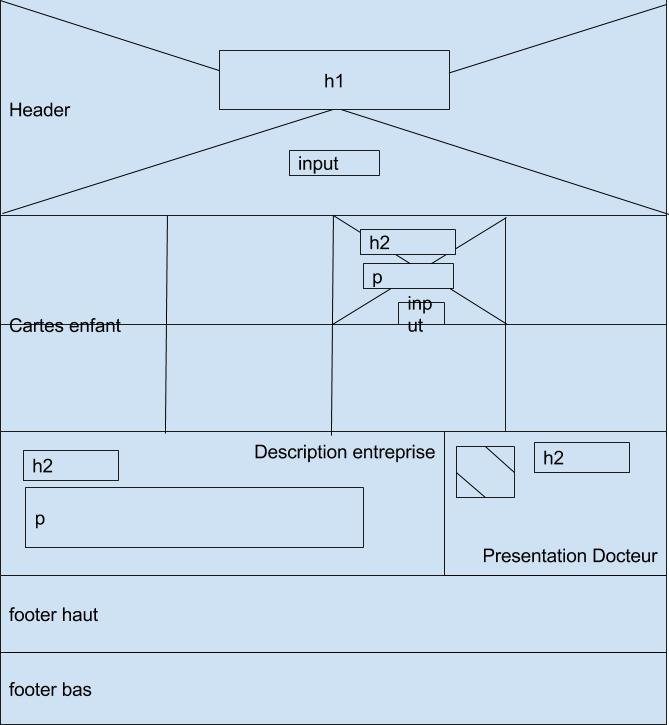 h1
Header
input
h2
p
inp
ut
Cartes enfant
Description entreprise
h2
p
h2
Presentation Docteur
footer haut
footer bas